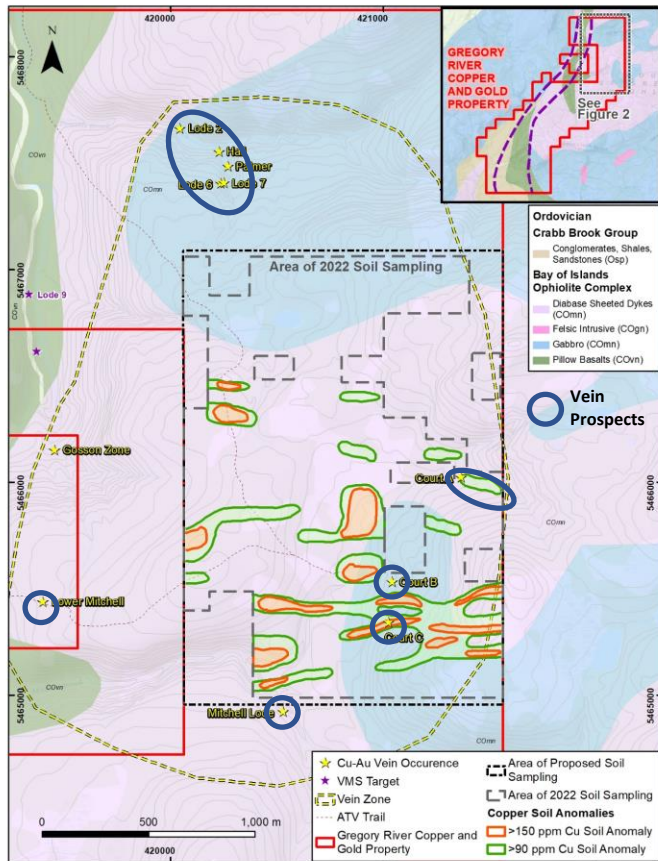 420000
421000
N
5468000
5467000
5466000
5465000
GREGORY
RIVER
COPPER
AND GOLD
PROPERTY
See
Figure 2
Lode 2
Hall
Palmer
Lode 6
Lode 7
COmn
COvn
Ordovician
Crabb Brook Group
Conglomerates, Shales,
Sandstones (Osp)
Bay of Islands
Ophiolite Complex
Diabase Sheeted Dykes
(COmn)
Felsic Intrusive (COgn)
Gabbro (COmn)
Pillow Basalts (COvn)
Area of 2022 Soil Sampling
Lode 9
Vein
Prospects
Gosson Zone
Court A
Court B
Lower Mitchell
Court C
COvn
Mitchell Lode
COmn
Cu-Au Vein Occurence
VMS Target
Vein Zone
ATV Trail
Gregory River Copper and
Gold Property
Area of Proposed Soil
Sampling
Area of 2022 Soil Sampling
Copper Soil Anomalies
>150 ppm Cu Soil Anomaly
>90 ppm Cu Soil Anomaly
0
500
1,000 m
420000
421000